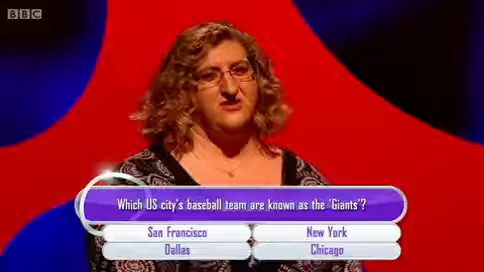 BBC
Which US city's baseball team are known as the 'Giants'?
San Francisco
New York
Dallas
Chicago